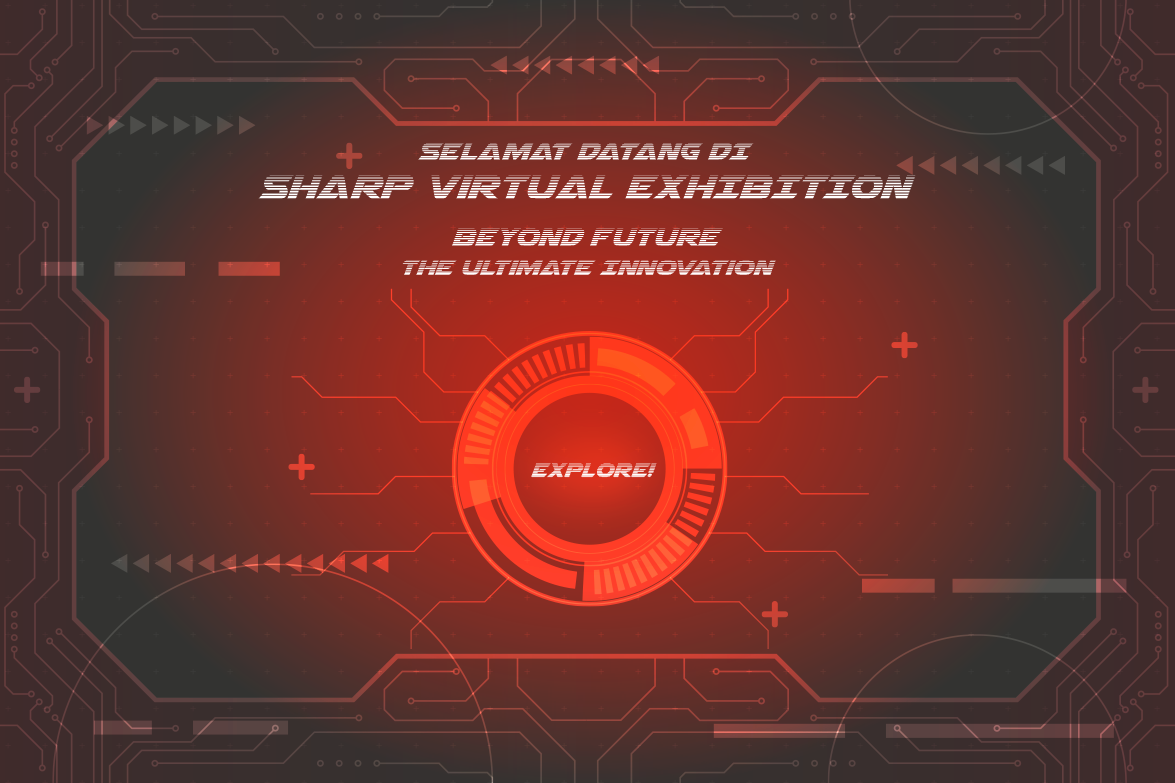 SELAMAT DATANG DI
SHARP VIRTUAL EXHIBITION
BEYOND FUTURE
THE ULTIMATE INNOVATION
EXPLORE!